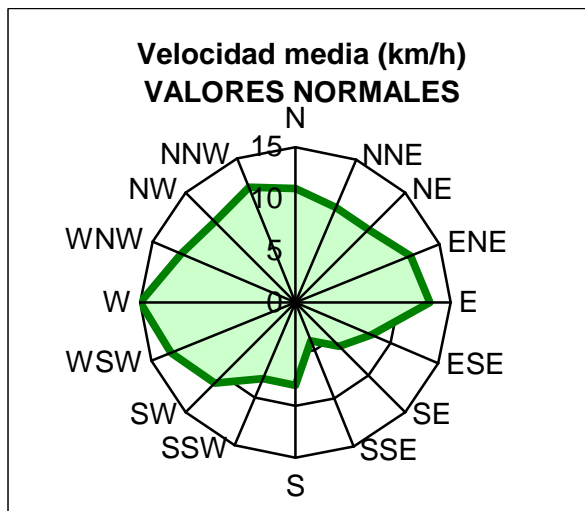 Velocidad media (km/h)
VALORES NORMALES
N
NNE
NE
ENE
E
ESE
SE
SSE
S
SSW
SW
WSW
W
WNW
NW
NNW
15
10
5
0